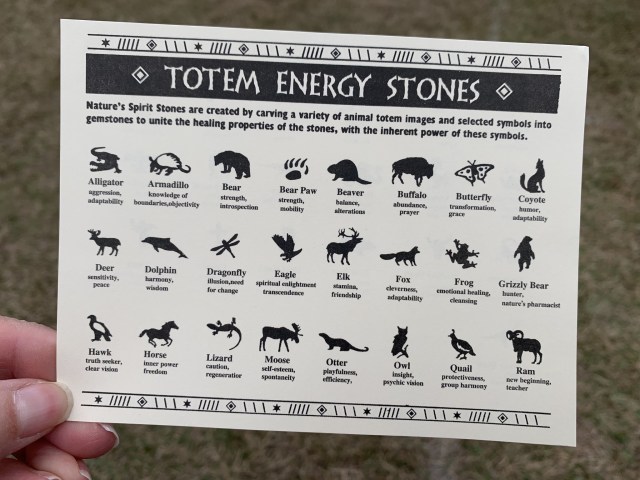 TOTEM ENERGY STONES
Nature's Spirit Stones are created by carving a variety of animal totem images and selected symbols into
gemstones to unite the healing properties of the stones, with the inherent power of these symbols.
Alligator
aggression,
adaptability
Armadillo
knowledge of
boundaries,objectivity
Bear
strength,
introspection
Bear Paw
strength,
mobility
Beaver
balance,
alterations
Buffalo
abundance,
prayer
Butterfly
transformation,
grace
Coyote
humor,
adaptability
Deer
sensitivity,
peace
Dolphin
harmony,
wisdom
Dragonfly
illusion,need
for change
Eagle
spiritual enlightment
transcendence
Elk
stamina,
friendship
Fox
cleverness,
adaptability
Frog
emotional healing,
cleansing
Grizzly Bear
hunter,
nature's pharmacist
Hawk
truth seeker,
clear vision
Horse
inner power
freedom
Lizard
caution,
regeneratior
Moose
self-esteem,
spontaneity
Otter
playfulness,
efficiency,
Owl
insight,
psychic vision
Quail
protectiveness,
group harmony
Ram
new beginning,
teacher